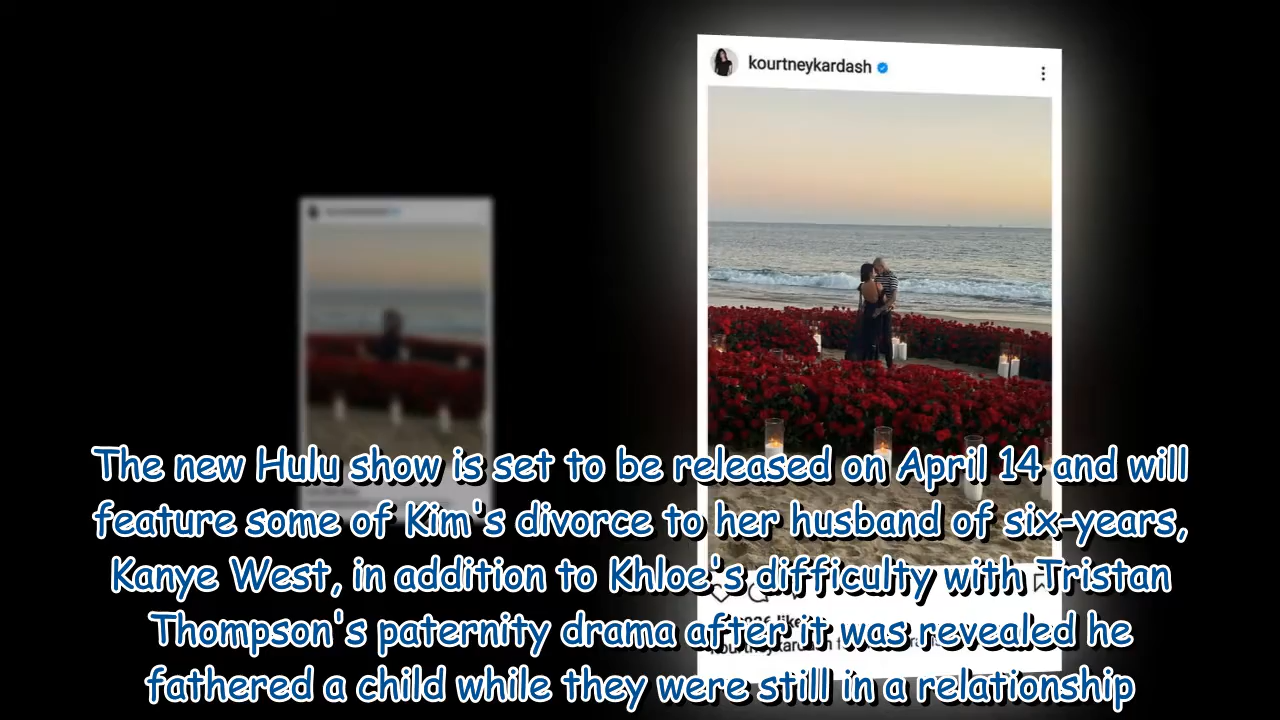 kourtneykardash
The new Hulu show is set to be released on April 14 and will
feature some of Kim's divorce to her husband of six-years,
Kanye West, in addition to Khloe's difficulty with Tristan
Thompson's paternity drama after it was revealed he
fathered a child while they were still in a relationship